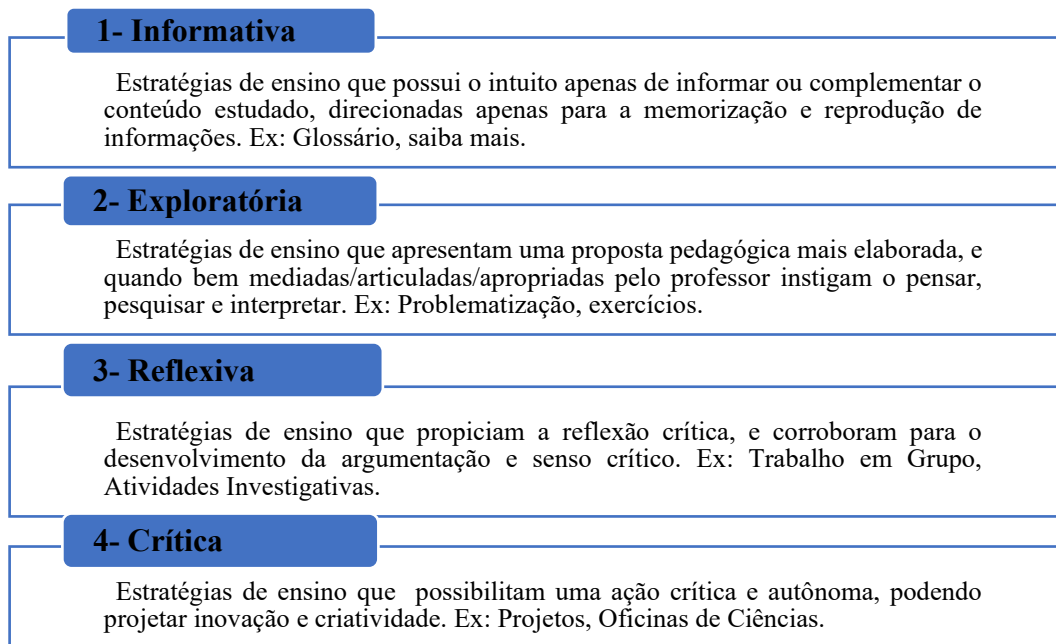 1- Informativa
Estratégias de ensino que possui o intuito apenas de informar ou complementar o
conteúdo estudado, direcionadas apenas para a memorização e reprodução de
informações. Ex: Glossário, saiba mais.
2- Exploratória
Estratégias de ensino que apresentam uma proposta pedagógica mais elaborada, e
quando bem mediadas/articuladas/apropriadas pelo professor instigam o pensar,
pesquisar e interpretar. Ex: Problematização, exercícios.
3- Reflexiva
Estratégias de ensino que propiciam a reflexão crítica, e corroboram para o
desenvolvimento da argumentação e senso crítico. Ex: Trabalho em Grupo,
Atividades Investigativas.
4- Crítica
Estratégias de ensino que possibilitam uma ação crítica e autônoma, podendo
projetar inovação e criatividade. Ex: Projetos, Oficinas de Ciências.